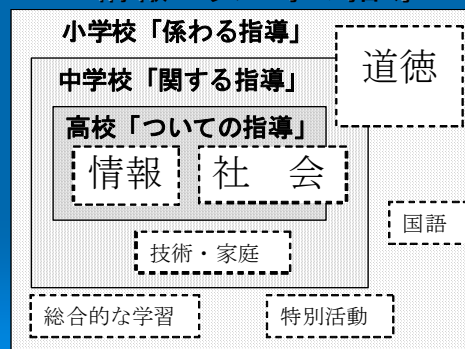 小学校「係わる指導」
道徳
中学校「関する指導」
高校「ついての指導」
情報
社 会
国語
技術・家庭
総合的な学習
特別活動